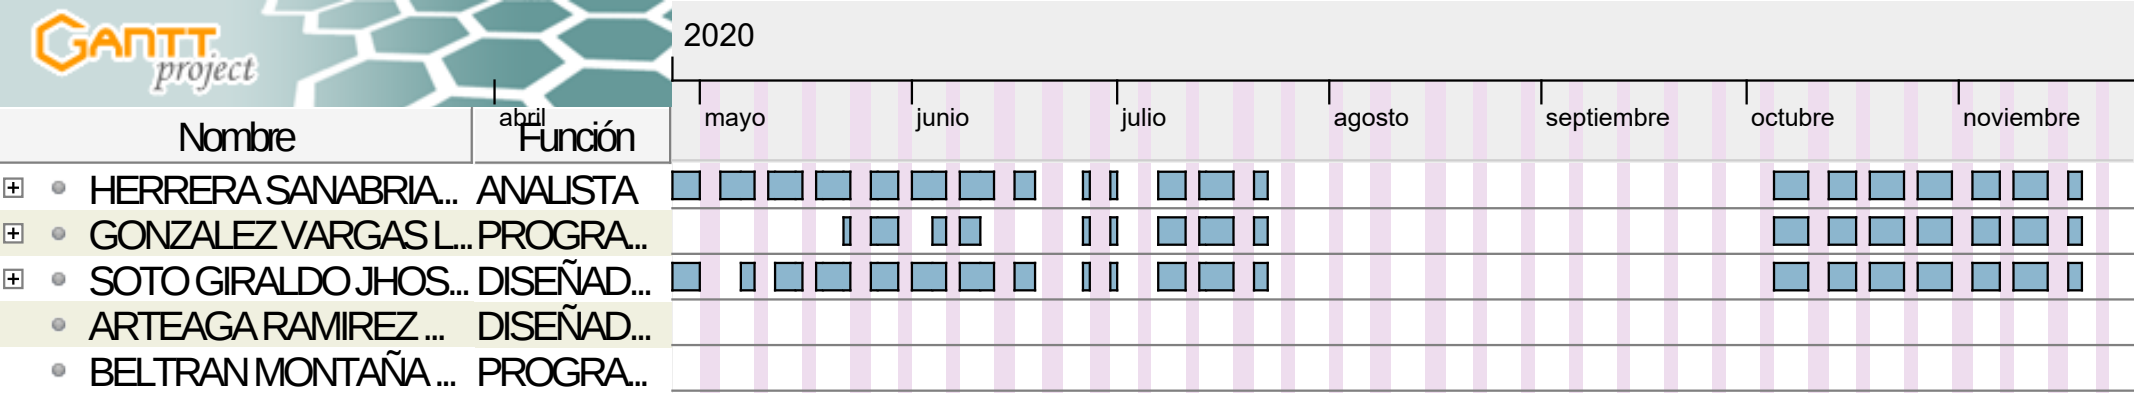 GANTT
project
2020
abril
mayo
junio
julio
agosto
septiembre
octubre
noviembre
Nombre
Función
HERRERA SANABRIA... ANALISTA
GONZALEZ VARGAS L... PROGRA...
SOTO GIRALDO JHOS... DISEÑAD...
ARTEAGA RAMIREZ ... DISEÑAD...
BELTRAN MONTAÑA ... PROGRA...